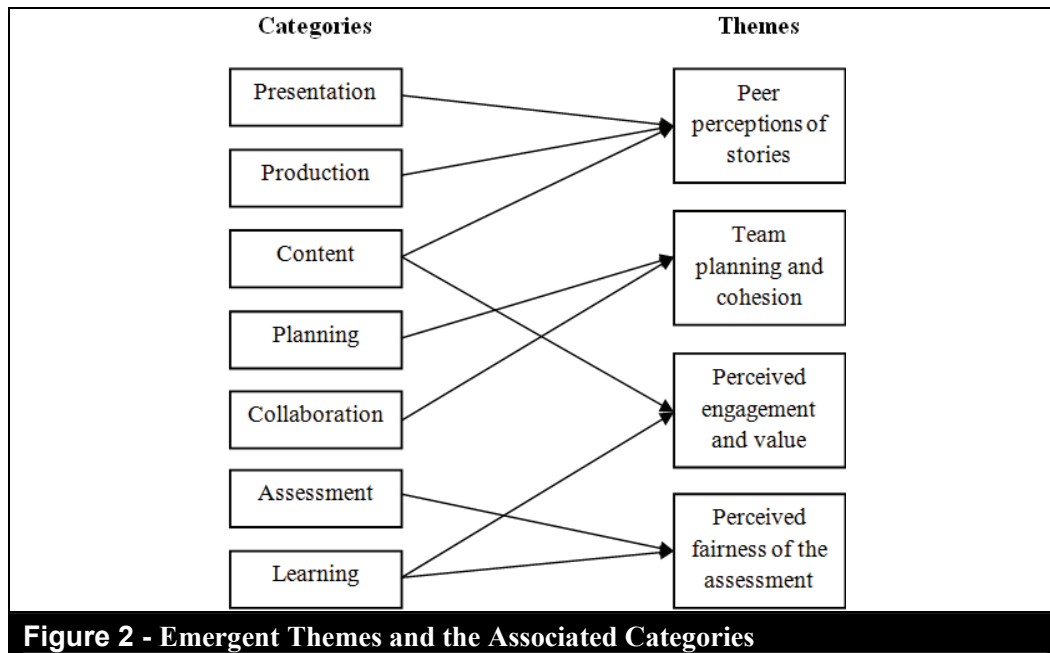 Categories
Themes
Presentation
Production
Content
Planning
Collaboration
Assessment
Learning
Peer
perceptions of
stories
Team
planning and
cohesion
Perceived
engagement
and value
Perceived
fairness of the
assessment
Figure 2 - Emergent Themes and the Associated Categories